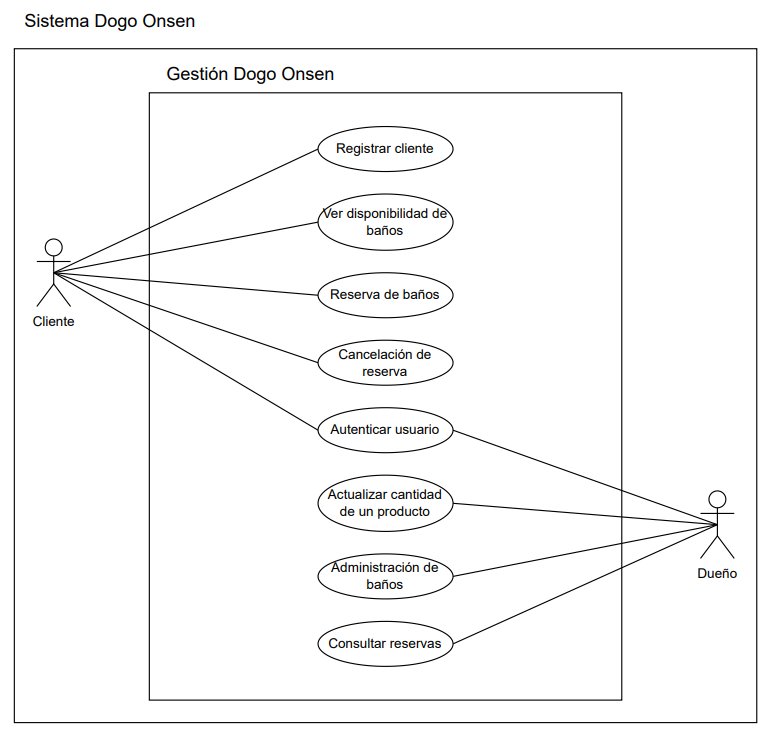 Sistema Dogo Onsen
Gestión Dogo Onsen
Registrar cliente
Ver disponibilidad de
baños
Reserva de baños
Cliente
Cancelación de
reserva
Autenticar usuario
Actualizar cantidad
de un producto
Administración de
baños
Dueño
Consultar reservas